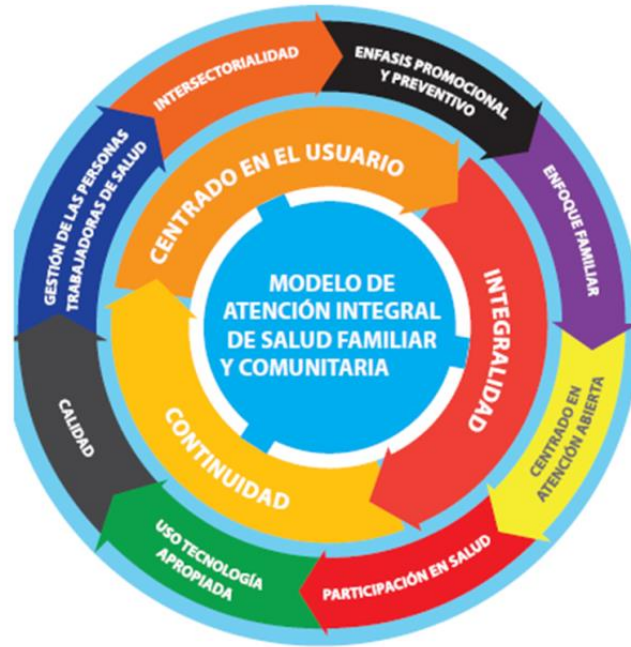 MODELO DE
ATENCIÓN INTEGRAL
DE SALUD FAMILIAR
Y COMUNITARIA
CENTRADO EN EL USUARIO
INTEGRALIDAD
CONTINUIDAD
INTERSECTORIALIDAD
ENFASIS PROMOCIONAL
Y PREVENTIVO
ENFOQUE FAMILIAR
CENTRADO EN
ATENCIÓN ABIERTA
PARTICIPACIÓN EN SALUD
USO TECNOLOGÍA
APROPIADA
CALIDAD
GESTIÓN DE LAS PERSONAS
TRABAJADORAS DE SALUD